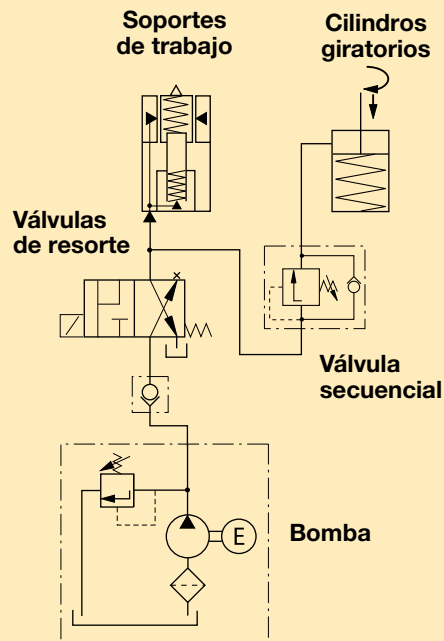 Soportes
de trabajo
Cilindros
giratorios
Válvulas
de resorte
Válvula
secuencial
Bomba
E